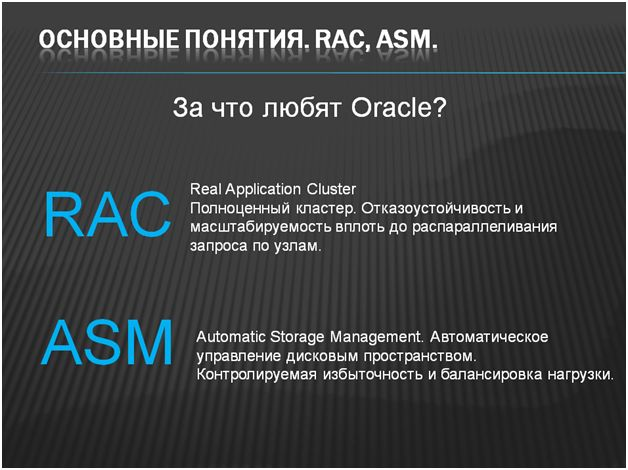 ОСНОВНЫЕ ПОНЯТИЯ. RAC, ASM.
За что любят Oracle?
RAC
Real Application Cluster
Полноценный кластер. Отказоустойчивость и
масштабируемость вплоть до распараллеливания
запроса по узлам.
ASM
Automatic Storage Management. Автоматическое
управление дисковым пространством.
Контролируемая избыточность и балансировка нагрузки.